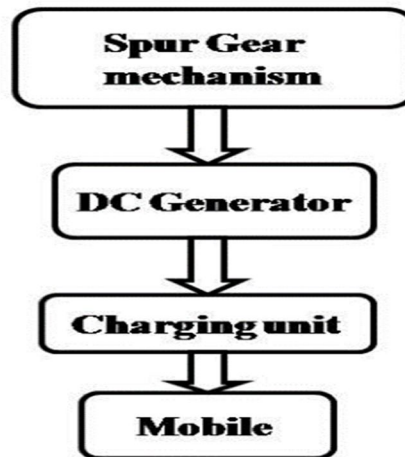 Spur Gear
mechanism
DC Generator
Charging unit
Mobile